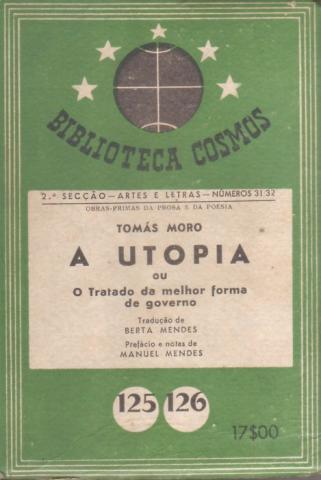 BIBLIOTECA COSMOS
2.ª SECÇÃO — ARTES E LETRAS — NÚMEROS 31-32
OBRAS-PRIMAS DA PROSA E DA POESIA
TOMÁS MORO
A UTOPIA
ou
O Tratado da melhor forma
de governo
Tradução de
BERTA MENDES
Prefácio e notas de
MANUEL MENDES
125 126
17$00